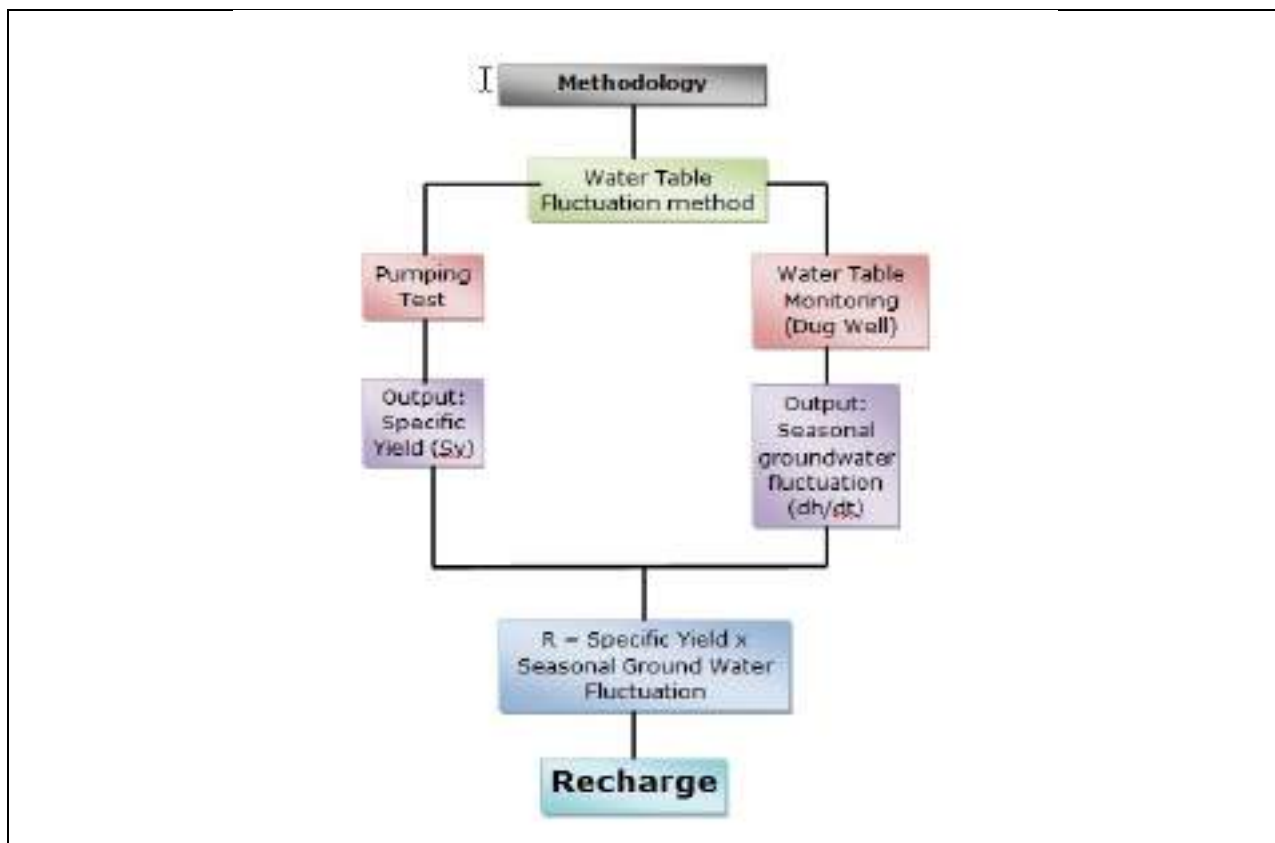 Methodology
Water Table
Fluctuation method
Pumping
Test
Water Table
Monitoring
(Dug Well)
Output:
Specific
Yield (Sy)
Output:
Seasonal
groundwater
fluctuation
(dh/dt)
R = Specific Yield x
Seasonal Ground Water
Fluctuation
Recharge